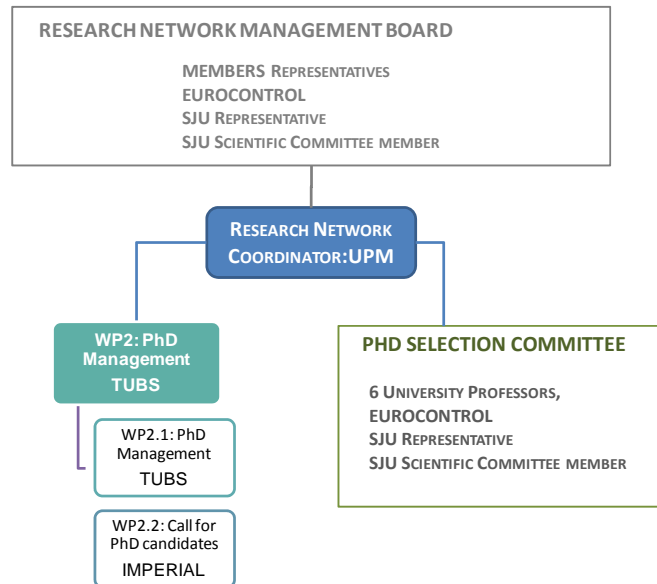 RESEARCH NETWORK MANAGEMENT BOARD
MEMBERS REPRESENTATIVES
EUROCONTROL
SJU REPRESENTATIVE
SJU SCIENTIFIC COMMITTEE MEMBER
RESEARCH NETWORK
COORDINATOR:UPM
WP2: PhD
Management
TUBS
WP2.1: PhD
Management
TUBS
WP2.2: Call for
PhD candidates
IMPERIAL
PHD SELECTION COMMITTEE
6 UNIVERSITY PROFESSORS,
EUROCONTROL
SJU REPRESENTATIVE
SJU SCIENTIFIC COMMITTEE MEMBER